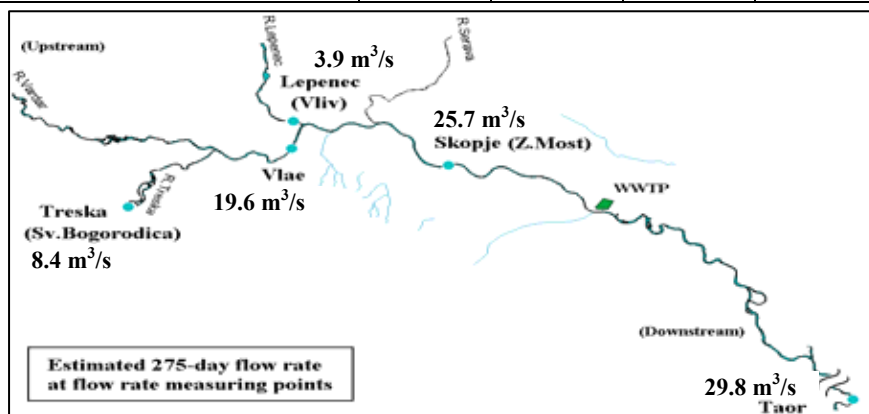 (Upstream)
R.Vardar
R.Lepenec
3.9 m³/s
Lepenec
(Vliv)
R.Serava
25.7 m³/s
Skopje (Z.Most)
Vlae
19.6 m³/s
R.Treska
Treska
(Sv.Bogorodica)
8.4 m³/s
WWTP
(Downstream)
29.8 m³/s
Taor
Estimated 275-day flow rate
at flow rate measuring points